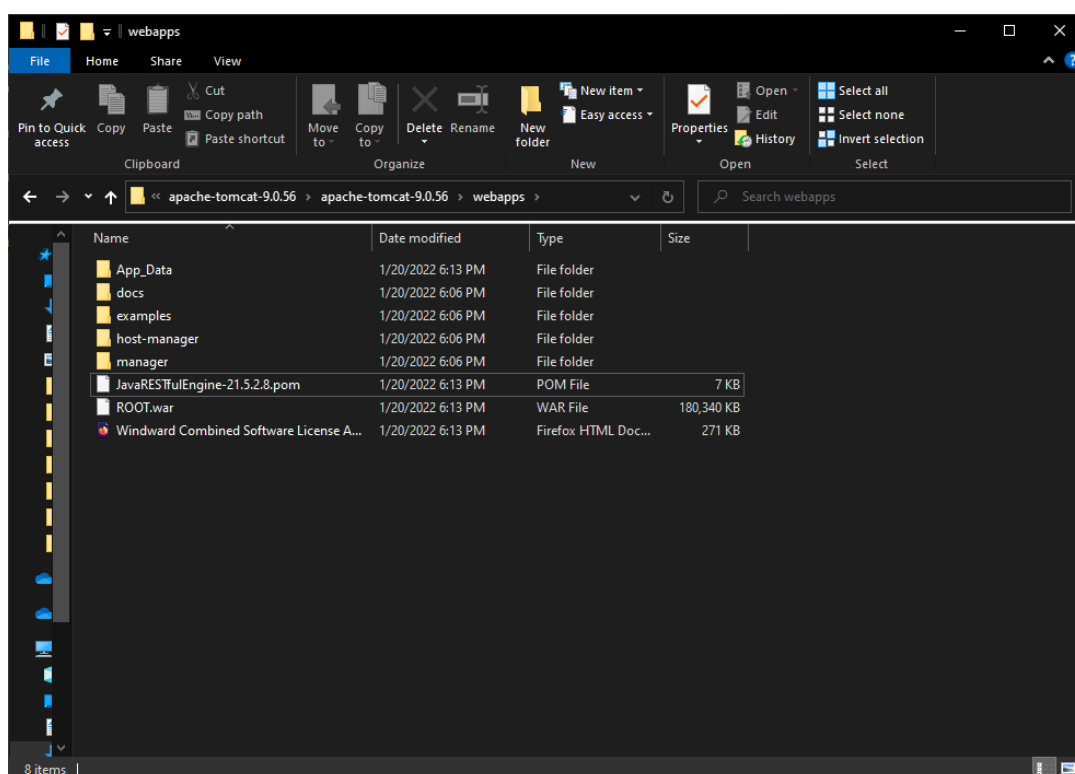 webapps
File Home Share View
Pin to Quick access
Copy
Paste
Cut
Copy path
Paste shortcut
Clipboard
Move to
Copy to
Delete
Rename
Organize
New folder
New item
Easy access
New
Properties
Open
Edit
History
Open
Select all
Select none
Invert selection
Select
« apache-tomcat-9.0.56 > apache-tomcat-9.0.56 > webapps >
Search webapps
Name Date modified Type Size
App_Data 1/20/2022 6:13 PM File folder
docs 1/20/2022 6:06 PM File folder
examples 1/20/2022 6:06 PM File folder
host-manager 1/20/2022 6:06 PM File folder
manager 1/20/2022 6:06 PM File folder
JavaRESTfulEngine-21.5.2.8.pom 1/20/2022 6:13 PM POM File 7 KB
ROOT.war 1/20/2022 6:13 PM WAR File 180,340 KB
Windward Combined Software License A... 1/20/2022 6:13 PM Firefox HTML Doc... 271 KB
8 items